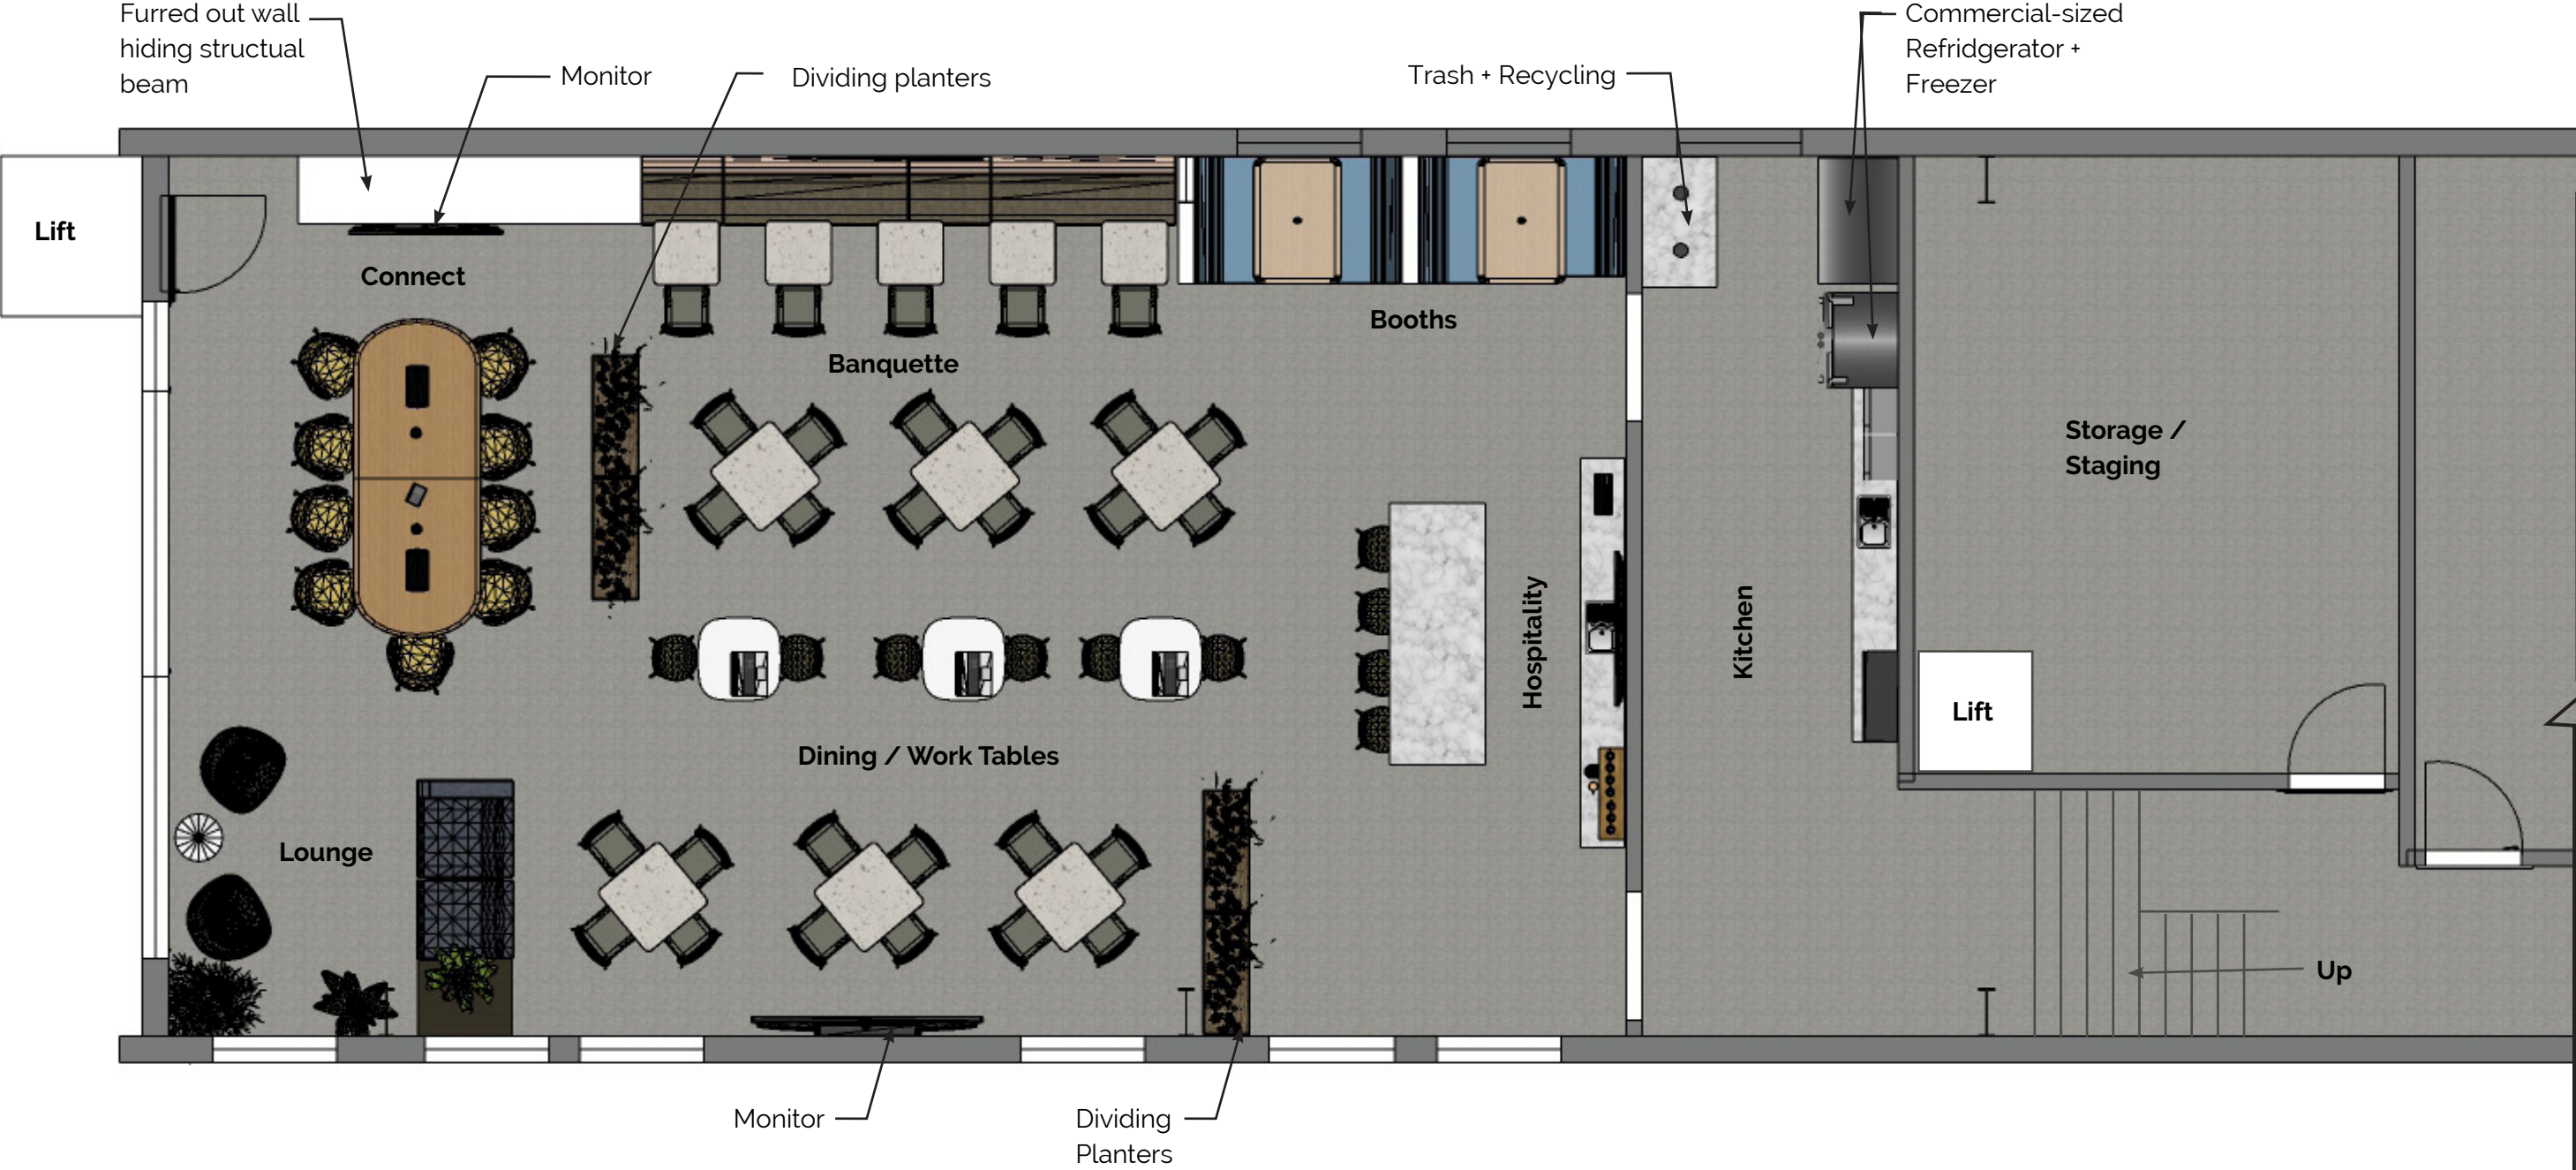 Furred out wall
hiding structual
beam
Monitor
Dividing planters
Trash + Recycling
Commercial-sized
Refridgerator +
Freezer
Lift
Connect
Banquette
Booths
Storage /
Staging
Hospitality
Kitchen
Lift
Dining / Work Tables
Lounge
Up
Monitor
Dividing
Planters